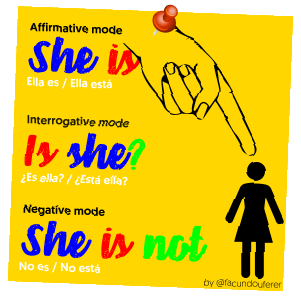 Affirmative mode
She is
Ella es / Ella está
Interrogative mode
Is she?
¿Es ella? / ¿Está ella?
Negative mode
She is not
No es / No está
by @facundouferer